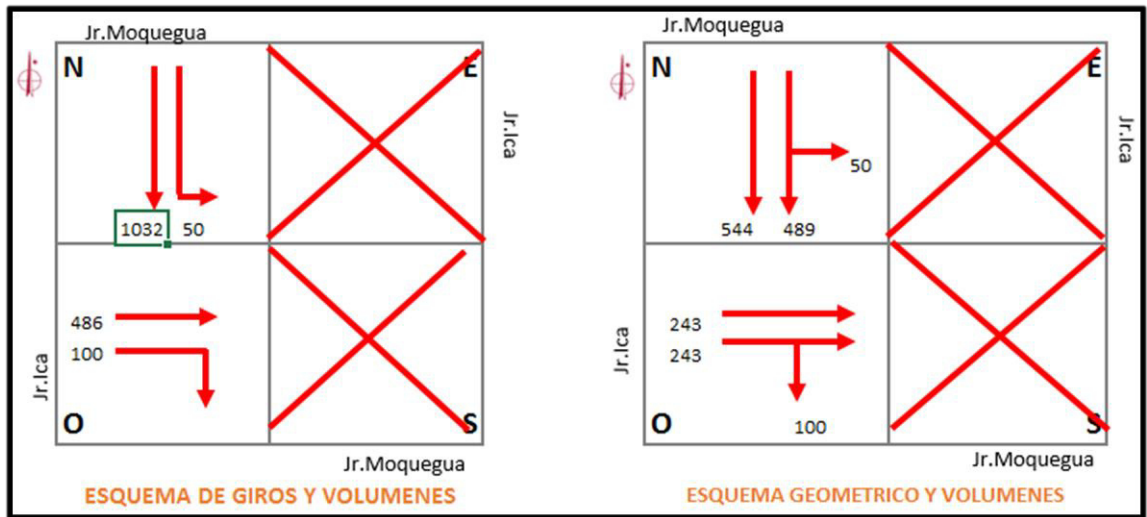 Jr.Moquegua
N
E
1032 50
Jr.Ica
486
100
Jr.Ica
O
S
Jr.Moquegua
ESQUEMA DE GIROS Y VOLUMENES
Jr.Moquegua
N
E
50
544 489
Jr.Ica
243
243
Jr.Ica
O
100
S
Jr.Moquegua
ESQUEMA GEOMETRICO Y VOLUMENES